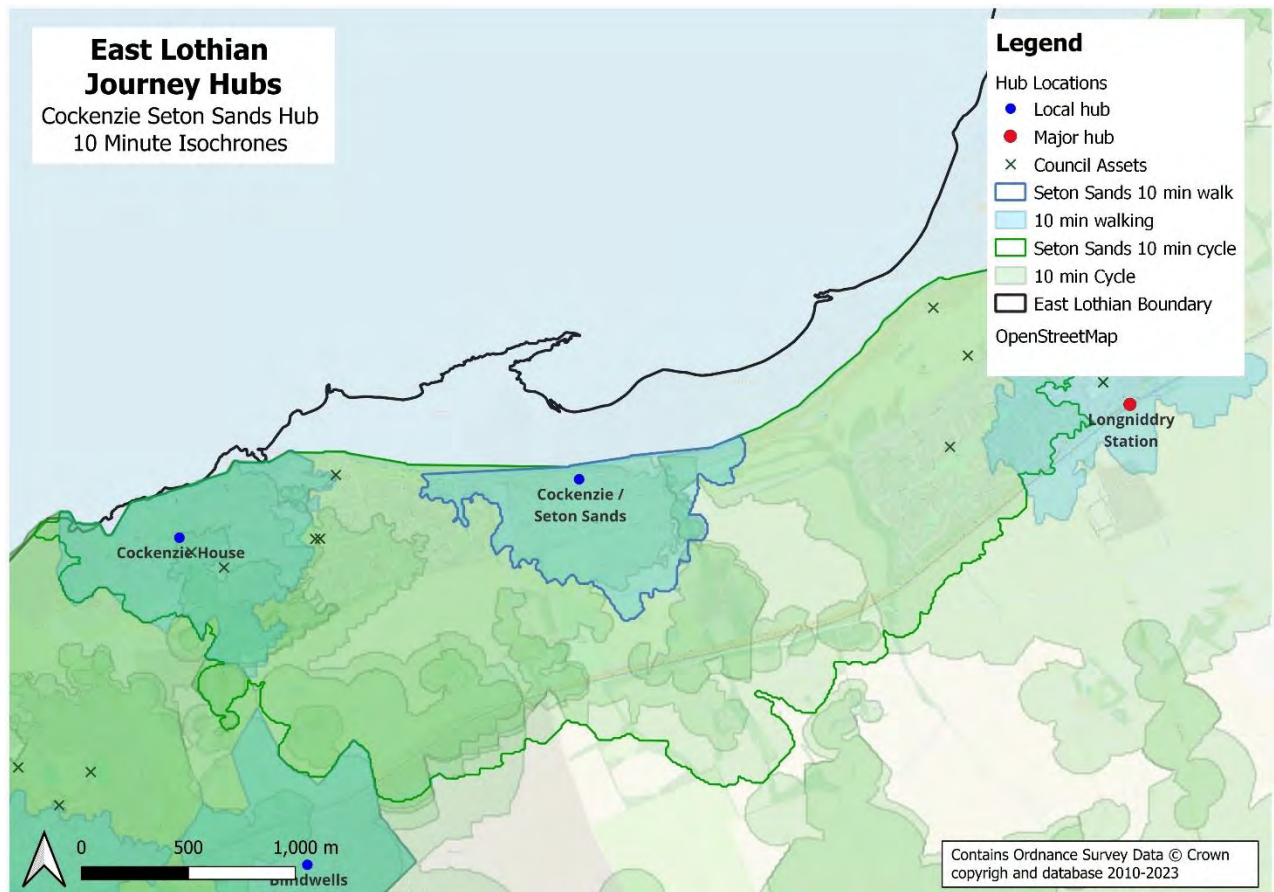 East Lothian
Journey Hubs
Cockenzie Seton Sands Hub
10 Minute Isochrones
Legend
Hub Locations
Local hub
Major hub
Council Assets
Seton Sands 10 min walk
10 min walking
Seton Sands 10 min cycle
10 min Cycle
East Lothian Boundary
OpenStreetMap
Longniddry
Station
Cockenzie /
Seton Sands
Cockenzie House
Blindwells
0 500 1,000 m
Contains Ordnance Survey Data © Crown
copyrigh and database 2010-2023